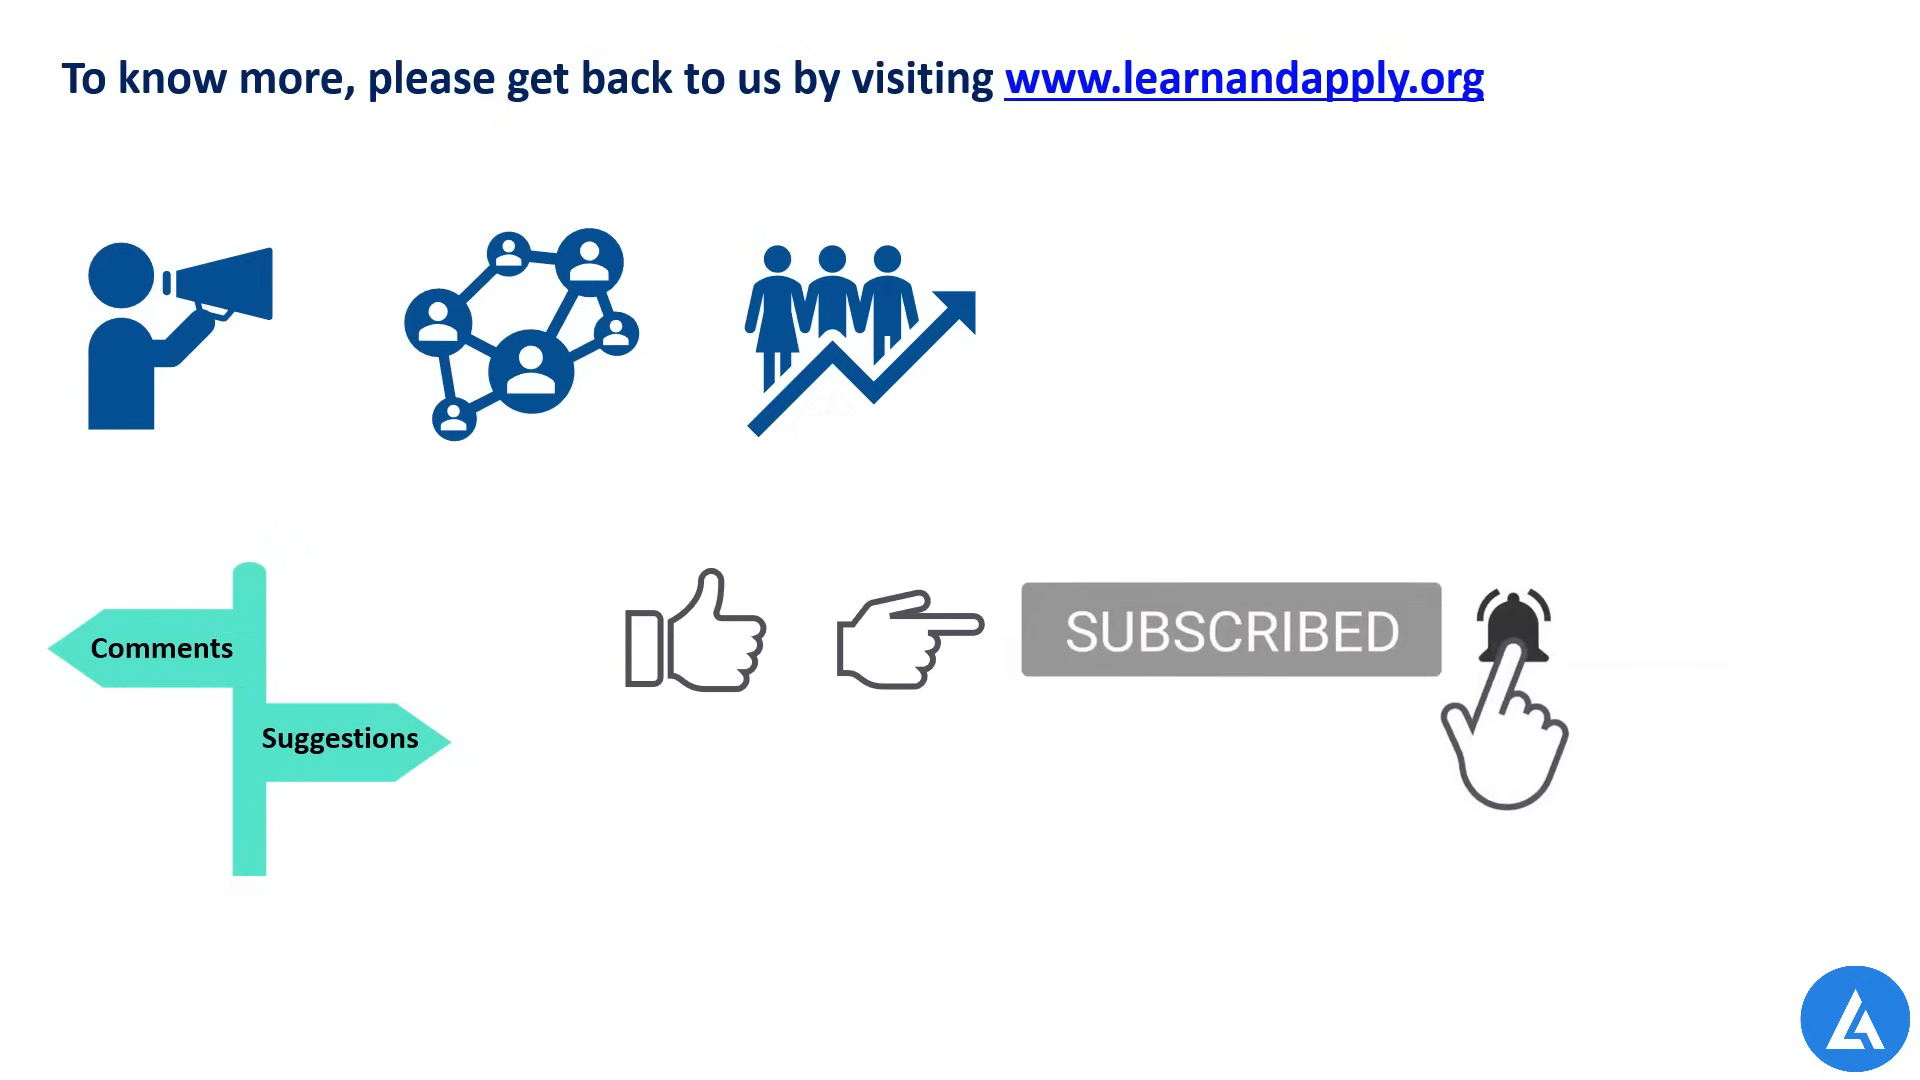 To know more, please get back to us by visiting www.learnandapply.org
Comments
Suggestions
SUBSCRIBED